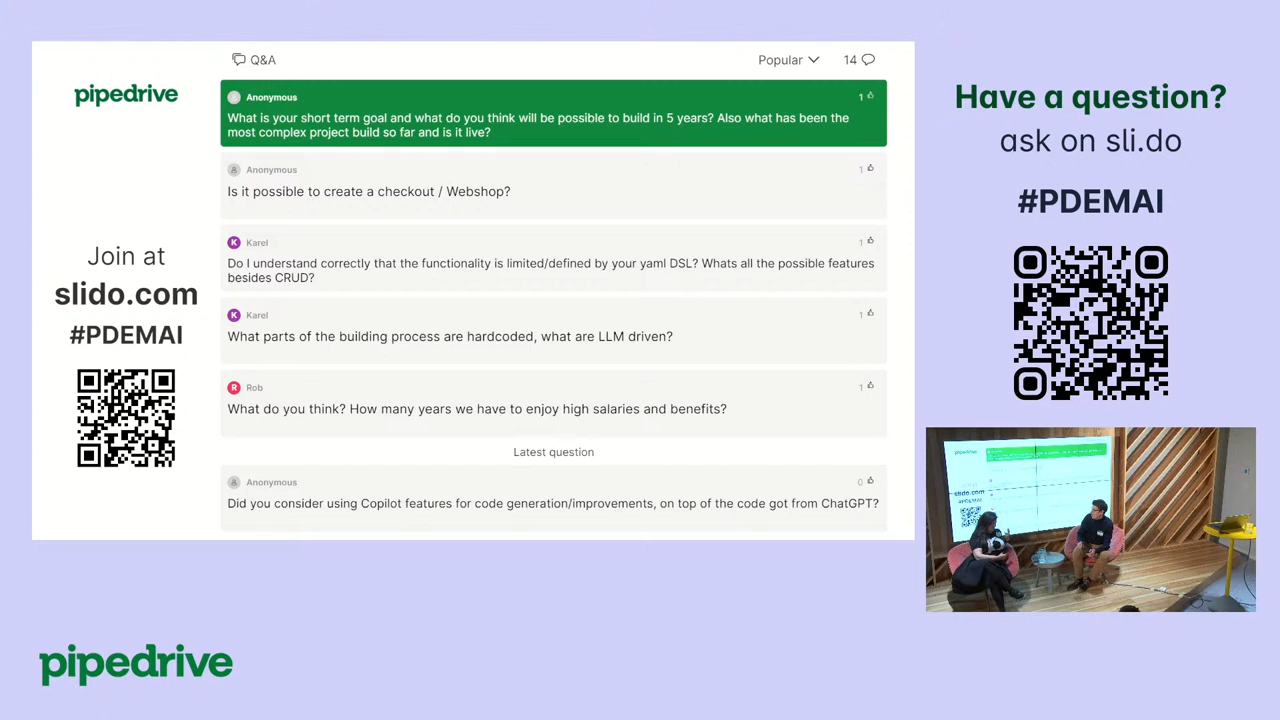 pipedrive
Join at
slido.com
#PDEMAI
Q&A
Popular
14
Anonymous
1
What is your short term goal and what do you think will be possible to build in 5 years? Also what has been the
most complex project build so far and is it live?
Anonymous
1
Is it possible to create a checkout / Webshop?
K
Karel
1
Do I understand correctly that the functionality is limited/defined by your yaml DSL? Whats all the possible features
besides CRUD?
K
Karel
1
What parts of the building process are hardcoded, what are LLM driven?
R
Rob
1
What do you think? How many years we have to enjoy high salaries and benefits?
Latest question
Anonymous
0
Did you consider using Copilot features for code generation/improvements, on top of the code got from ChatGPT?
Have a question?
ask on sli.do
#PDEMAI
pipedrive
slido.com
#PDEMAI
pipedrive